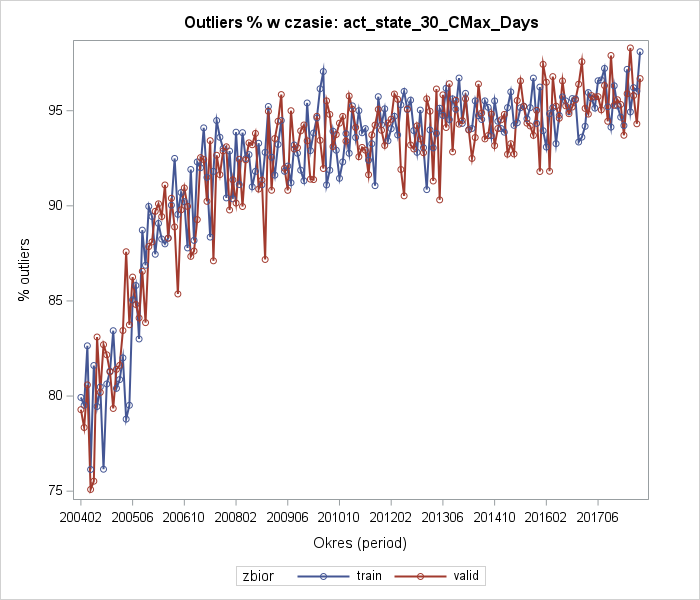 Outliers % w czasie: act_state_30_CMax_Days
% outliers
95
90
85
80
75
200402 200506 200610 200802 200906 201010 201202 201306 201410 201602 201706
Okres (period)
zbior train valid